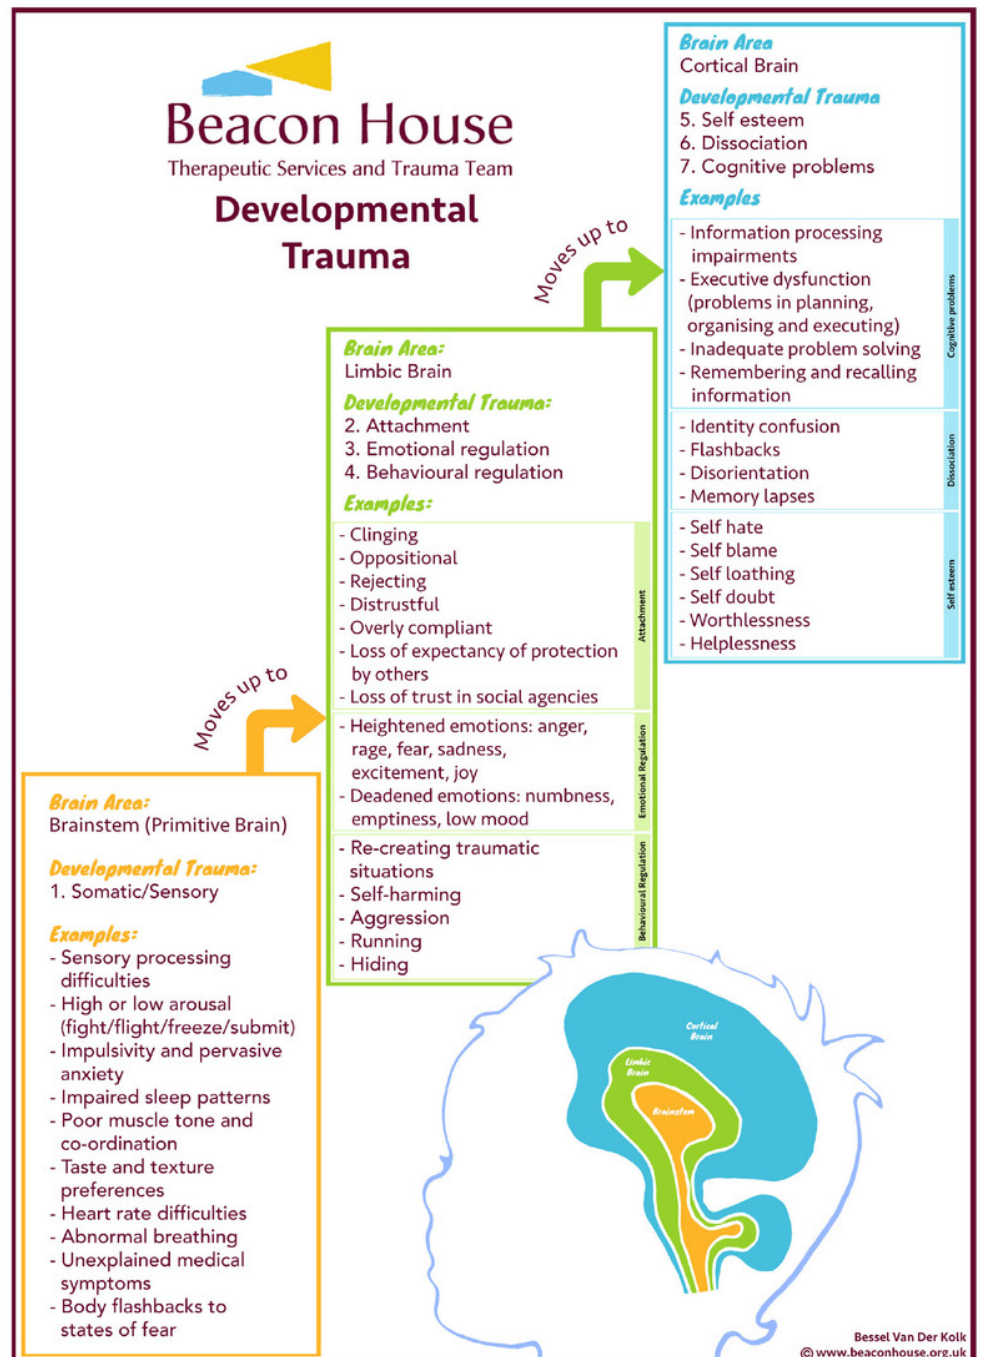 Beacon House
Therapeutic Services and Trauma Team
Developmental
Trauma
Brain Area:
Brainstem (Primitive Brain)
Developmental Trauma:
1. Somatic/Sensory
Examples:
- Sensory processing
difficulties
- High or low arousal
(fight/flight/freeze/submit)
- Impulsivity and pervasive
anxiety
- Impaired sleep patterns
- Poor muscle tone and
co-ordination
- Taste and texture
preferences
- Heart rate difficulties
- Abnormal breathing
- Unexplained medical
symptoms
- Body flashbacks to
states of fear
Moves up to
Brain Area:
Limbic Brain
Developmental Trauma:
2. Attachment
3. Emotional regulation
4. Behavioural regulation
Examples:
- Clinging
- Oppositional
- Rejecting
- Distrustful
- Overly compliant
- Loss of expectancy of protection
by others
- Loss of trust in social agencies
Attachment
- Heightened emotions: anger,
rage, fear, sadness,
excitement, joy
- Deadened emotions: numbness,
emptiness, low mood
Emotional Regulation
- Re-creating traumatic
situations
- Self-harming
- Aggression
- Running
- Hiding
Behavioural Regulation
Moves up to
Brain Area
Cortical Brain
Developmental Trauma
5. Self esteem
6. Dissociation
7. Cognitive problems
Examples
- Information processing
impairments
- Executive dysfunction
(problems in planning,
organising and executing)
- Inadequate problem solving
- Remembering and recalling
information
Cognitive problems
- Identity confusion
- Flashbacks
- Disorientation
- Memory lapses
Dissociation
- Self hate
- Self blame
- Self loathing
- Self doubt
- Worthlessness
- Helplessness
Self esteem
Cortical
Brain
Limbic
Brain
Brainstem
Bessel Van Der Kolk
© www.beaconhouse.org.uk